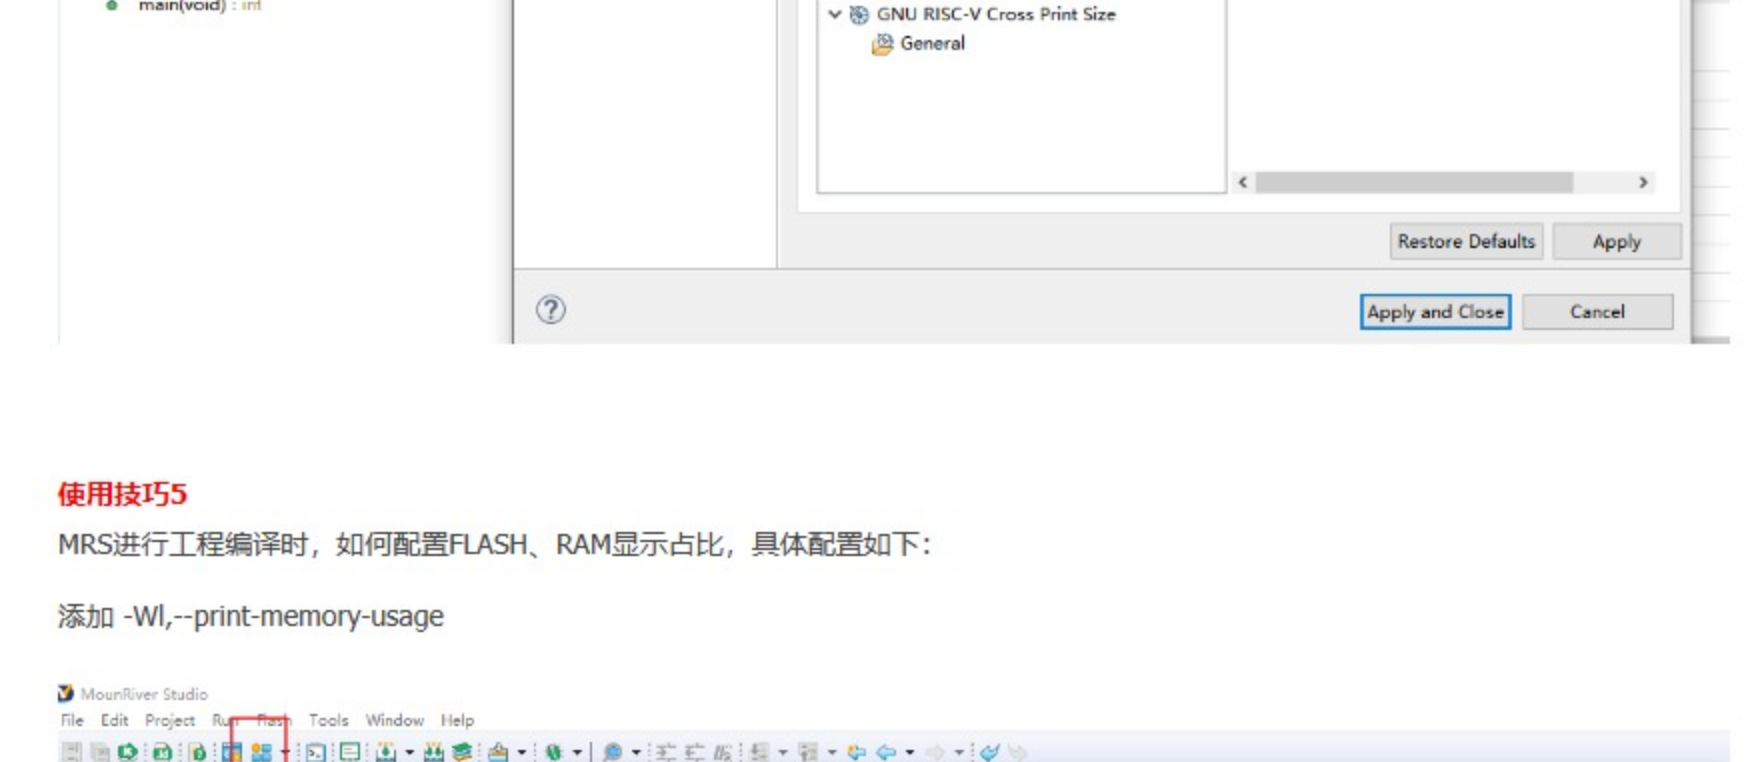 main(void) : int
GNU RISC-V Cross Print Size
General
Restore Defaults
Apply
Apply and Close
Cancel
使用技巧5
MRS进行工程编译时，如何配置FLASH、RAM显示占比，具体配置如下：
添加 -Wl,--print-memory-usage
MounRiver Studio
File Edit Project Run Flash Tools Window Help